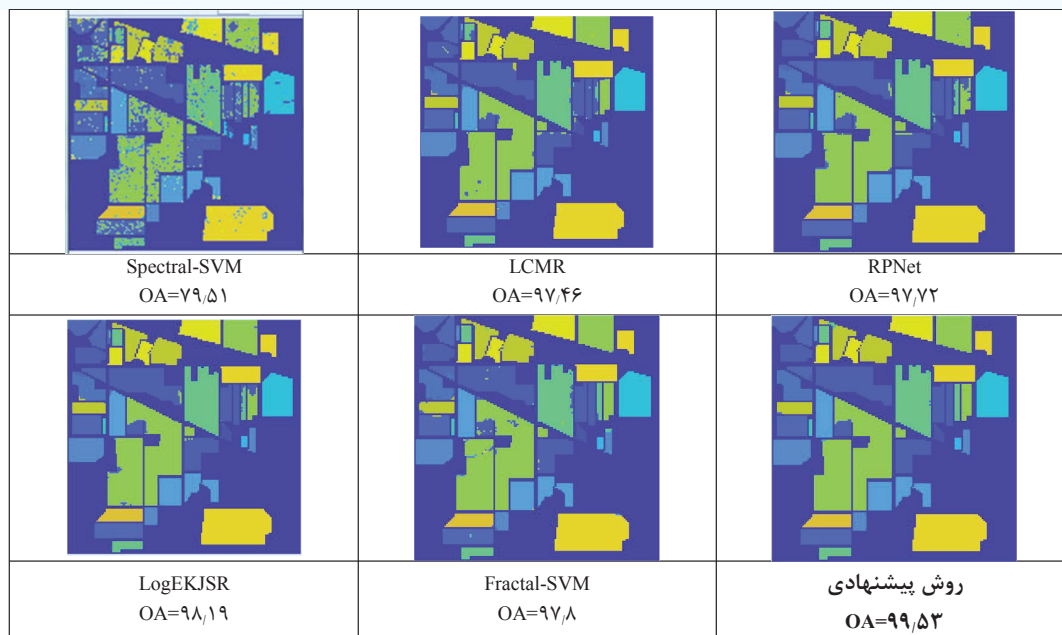 Spectral-SVM
OA=۷۹٫۵۱
LCMR
OA=۹۷٫۴۶
RPNet
OA=۹۷٫۷۲
LogEKJSR
OA=۹۸٫۱۹
Fractal-SVM
OA=۹۷٫۸
روش پیشنهادی
OA=۹۹٫۵۳